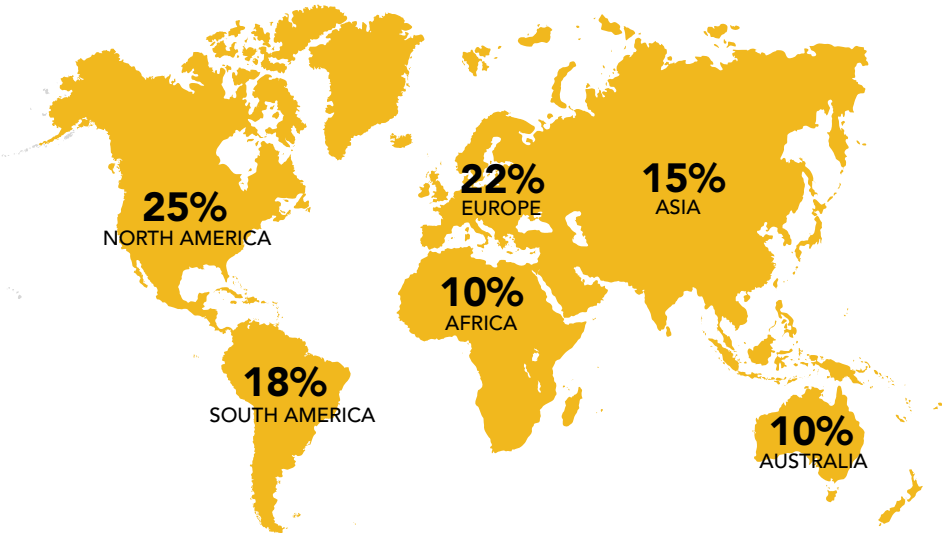 25%
NORTH AMERICA
22%
EUROPE
15%
ASIA
10%
AFRICA
18%
SOUTH AMERICA
10%
AUSTRALIA